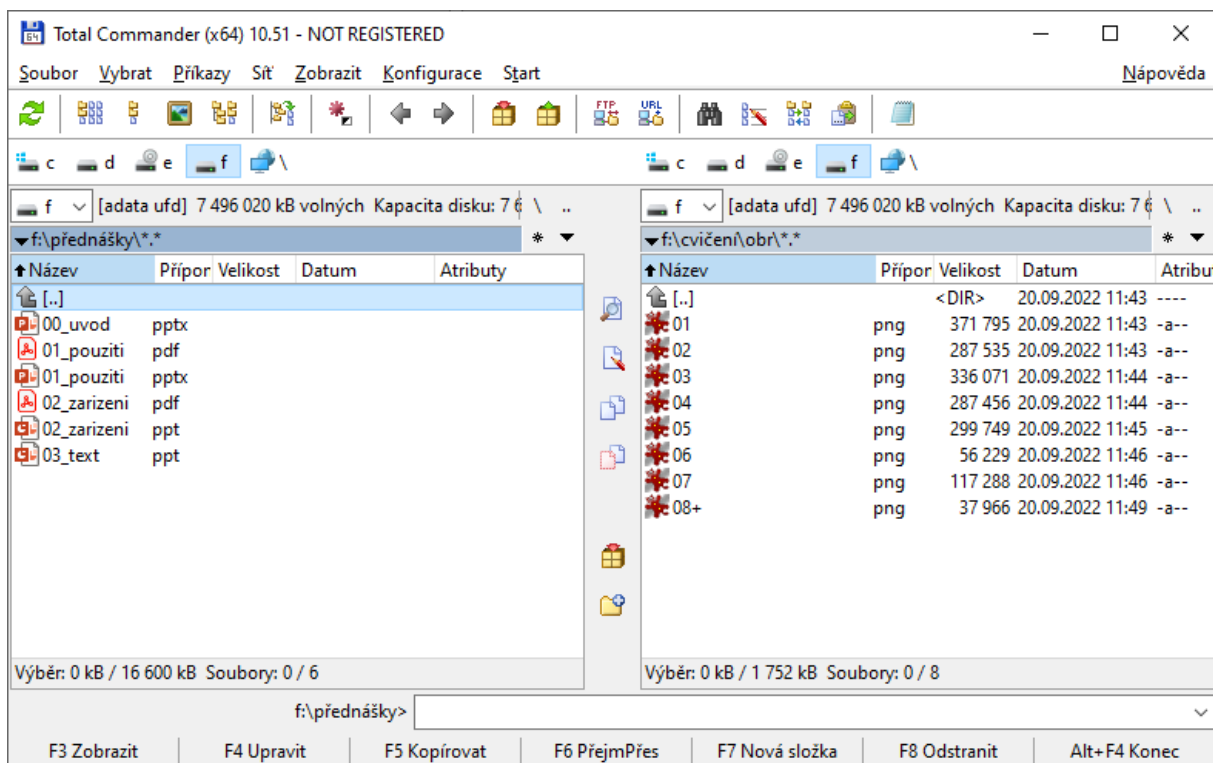 Total Commander (x64) 10.51 - NOT REGISTERED
Soubor Vybrat Příkazy Síť Zobrazit Konfigurace Start Nápověda
FTP URL
c d e f \ c d e f \
f [adata ufd] 7 496 020 kB volných Kapacita disku: 7 6 \ .. f [adata ufd] 7 496 020 kB volných Kapacita disku: 7 6 \ ..
f:\přednášky\*.* * f:\cvičení\obr\*.* *
Název Přípor Velikost Datum Atributy Název Přípor Velikost Datum Atribut
[..] [..] <DIR> 20.09.2022 11:43 ----
00_uvod pptx 01 png 371 795 20.09.2022 11:43 -a--
01_pouziti pdf 02 png 287 535 20.09.2022 11:43 -a--
01_pouziti pptx 03 png 336 071 20.09.2022 11:44 -a--
02_zarizeni pdf 04 png 287 456 20.09.2022 11:44 -a--
02_zarizeni ppt 05 png 299 749 20.09.2022 11:45 -a--
03_text ppt 06 png 56 229 20.09.2022 11:46 -a--
07 png 117 288 20.09.2022 11:46 -a--
08+ png 37 966 20.09.2022 11:49 -a--
Výběr: 0 kB / 16 600 kB Soubory: 0 / 6 Výběr: 0 kB / 1 752 kB Soubory: 0 / 8
f:\přednášky>
F3 Zobrazit F4 Upravit F5 Kopírovat F6 PřejmPřes F7 Nová složka F8 Odstranit Alt+F4 Konec